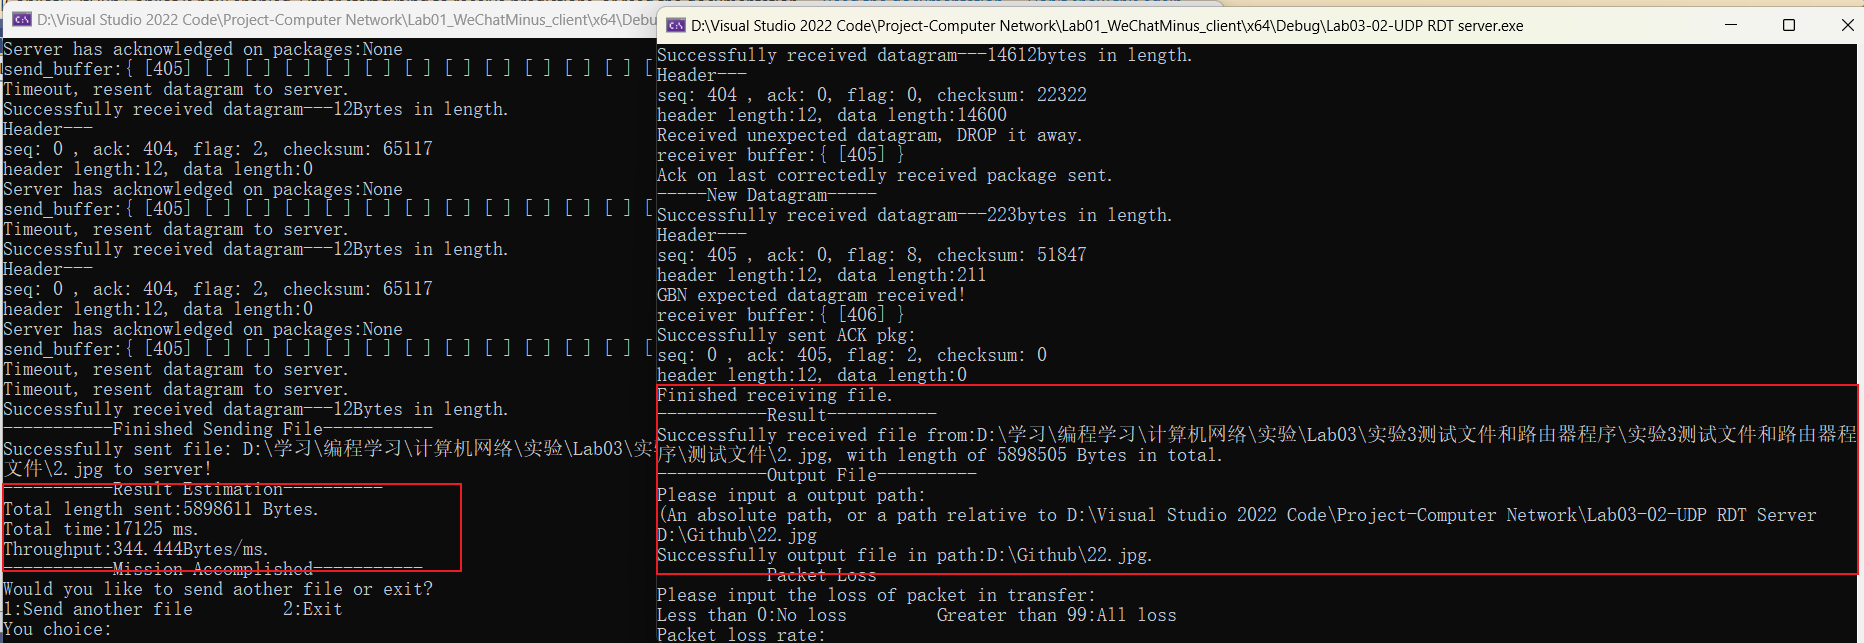 D:\Visual Studio 2022 Code\Project-Computer Network\Lab01_WeChatMinus_client\x64\Debu
Server has acknowledged on packages:None
send_buffer:{ [405] [ ] [ ] [ ] [ ] [ ] [ ] [ ] [ ] [ ] [ ] [ ] [
Timeout, resent datagram to server.
Successfully received datagram---12Bytes in length.
Header---
seq: 0 , ack: 404, flag: 2, checksum: 65117
header length:12, data length:0
Server has acknowledged on packages:None
send_buffer:{ [405] [ ] [ ] [ ] [ ] [ ] [ ] [ ] [ ] [ ] [ ] [ ] [
Timeout, resent datagram to server.
Successfully received datagram---12Bytes in length.
Header---
seq: 0 , ack: 404, flag: 2, checksum: 65117
header length:12, data length:0
Server has acknowledged on packages:None
send_buffer:{ [405] [ ] [ ] [ ] [ ] [ ] [ ] [ ] [ ] [ ] [ ] [ ] [
Timeout, resent datagram to server.
Timeout, resent datagram to server.
Successfully received datagram---12Bytes in length.
-----------Finished Sending File-----------
Successfully sent file: D:\学习\编程学习\计算机网络\实验\Lab03\实
文件\2.jpg to server!
-----------Result Estimation----------
Total length sent:5898611 Bytes.
Total time:17125 ms.
Throughput:344.444Bytes/ms.
-----------Mission Accomplished-----------
Would you like to send aother file or exit?
1:Send another file         2:Exit
You choice:
D:\Visual Studio 2022 Code\Project-Computer Network\Lab01_WeChatMinus_client\x64\Debug\Lab03-02-UDP RDT server.exe
Successfully received datagram---14612bytes in length.
Header---
seq: 404 , ack: 0, flag: 0, checksum: 22322
header length:12, data length:14600
Received unexpected datagram, DROP it away.
receiver buffer:{ [405] }
Ack on last correctedly received package sent.
-----New Datagram-----
Successfully received datagram---223bytes in length.
Header---
seq: 405 , ack: 0, flag: 8, checksum: 51847
header length:12, data length:211
GBN expected datagram received!
receiver buffer:{ [406] }
Successfully sent ACK pkg:
seq: 0 , ack: 405, flag: 2, checksum: 0
header length:12, data length:0
Finished receiving file.
-----------Result-----------
Successfully received file from:D:\学习\编程学习\计算机网络\实验\Lab03\实验3测试文件和路由器程序\实验3测试文件和路由器程
序\测试文件\2.jpg, with length of 5898505 Bytes in total.
-----------Output File----------
Please input a output path:
(An absolute path, or a path relative to D:\Visual Studio 2022 Code\Project-Computer Network\Lab03-02-UDP RDT Server
D:\Github\22.jpg
Successfully output file in path:D:\Github\22.jpg.
Packet Loss
Please input the loss of packet in transfer:
Less than 0:No loss         Greater than 99:All loss
Packet loss rate: